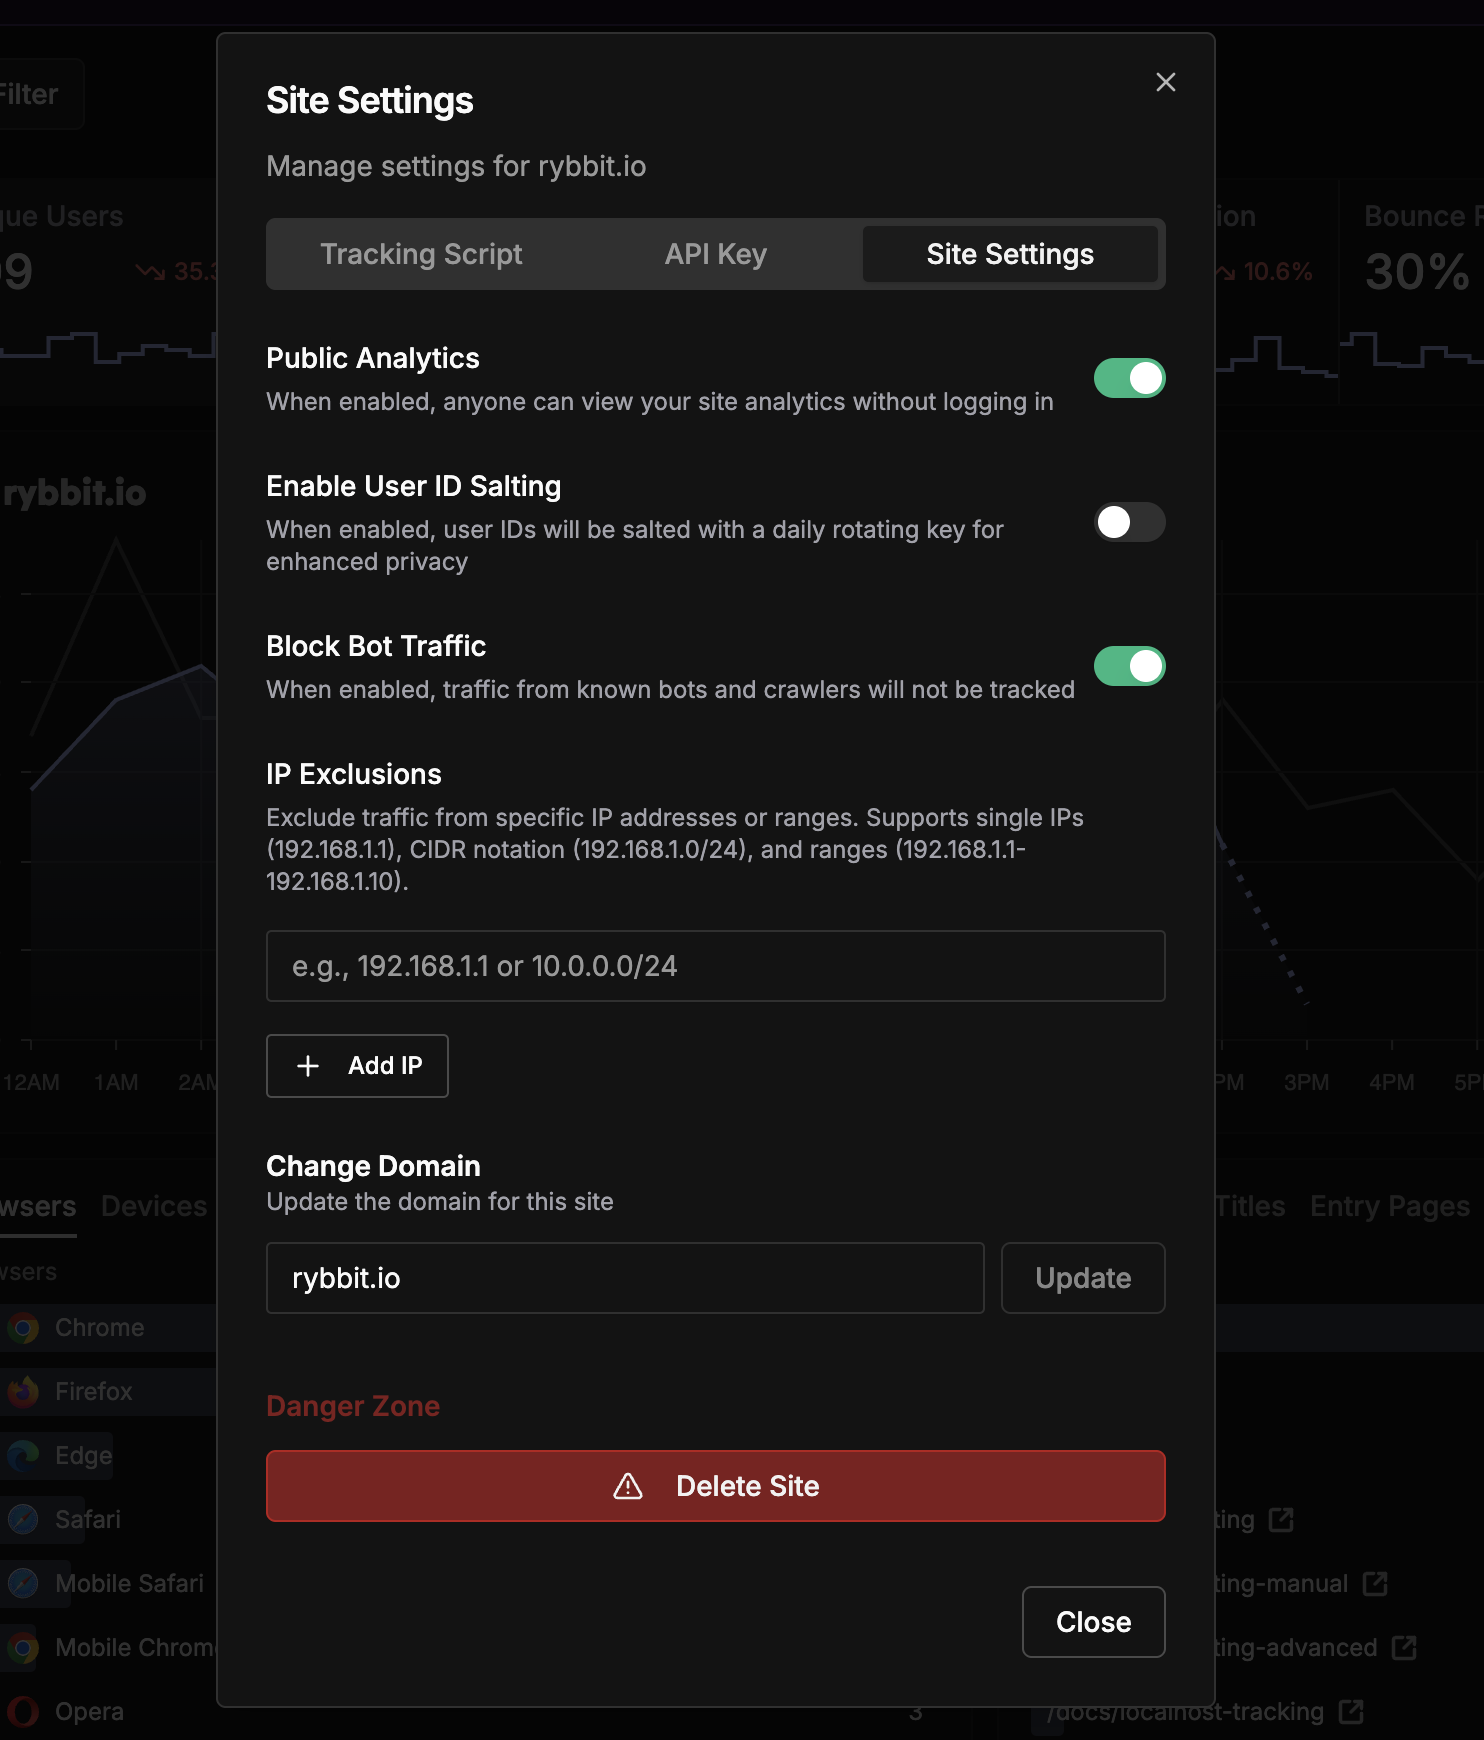 Filter
Site Settings
Manage settings for rybbit.io
Tracking Script
API Key
Site Settings
que Users
99
35.3
ion
10.6%
Bounce R
30%
Public Analytics
When enabled, anyone can view your site analytics without logging in
rybbit.io
Enable User ID Salting
When enabled, user IDs will be salted with a daily rotating key for
enhanced privacy
Block Bot Traffic
When enabled, traffic from known bots and crawlers will not be tracked
IP Exclusions
Exclude traffic from specific IP addresses or ranges. Supports single IPs
(192.168.1.1), CIDR notation (192.168.1.0/24), and ranges (192.168.1.1-
192.168.1.10).
e.g., 192.168.1.1 or 10.0.0.0/24
Add IP
12AM
1AM
2AM
PM
3PM
4PM
5P
Change Domain
Update the domain for this site
rybbit.io
Update
wsers
Devices
Titles
Entry Pages
wsers
Chrome
Firefox
Edge
Safari
Mobile Safari
Mobile Chrome
Opera
3
Danger Zone
Delete Site
Close
ting
ting-manual
ting-advanced
/docs/localhost-tracking